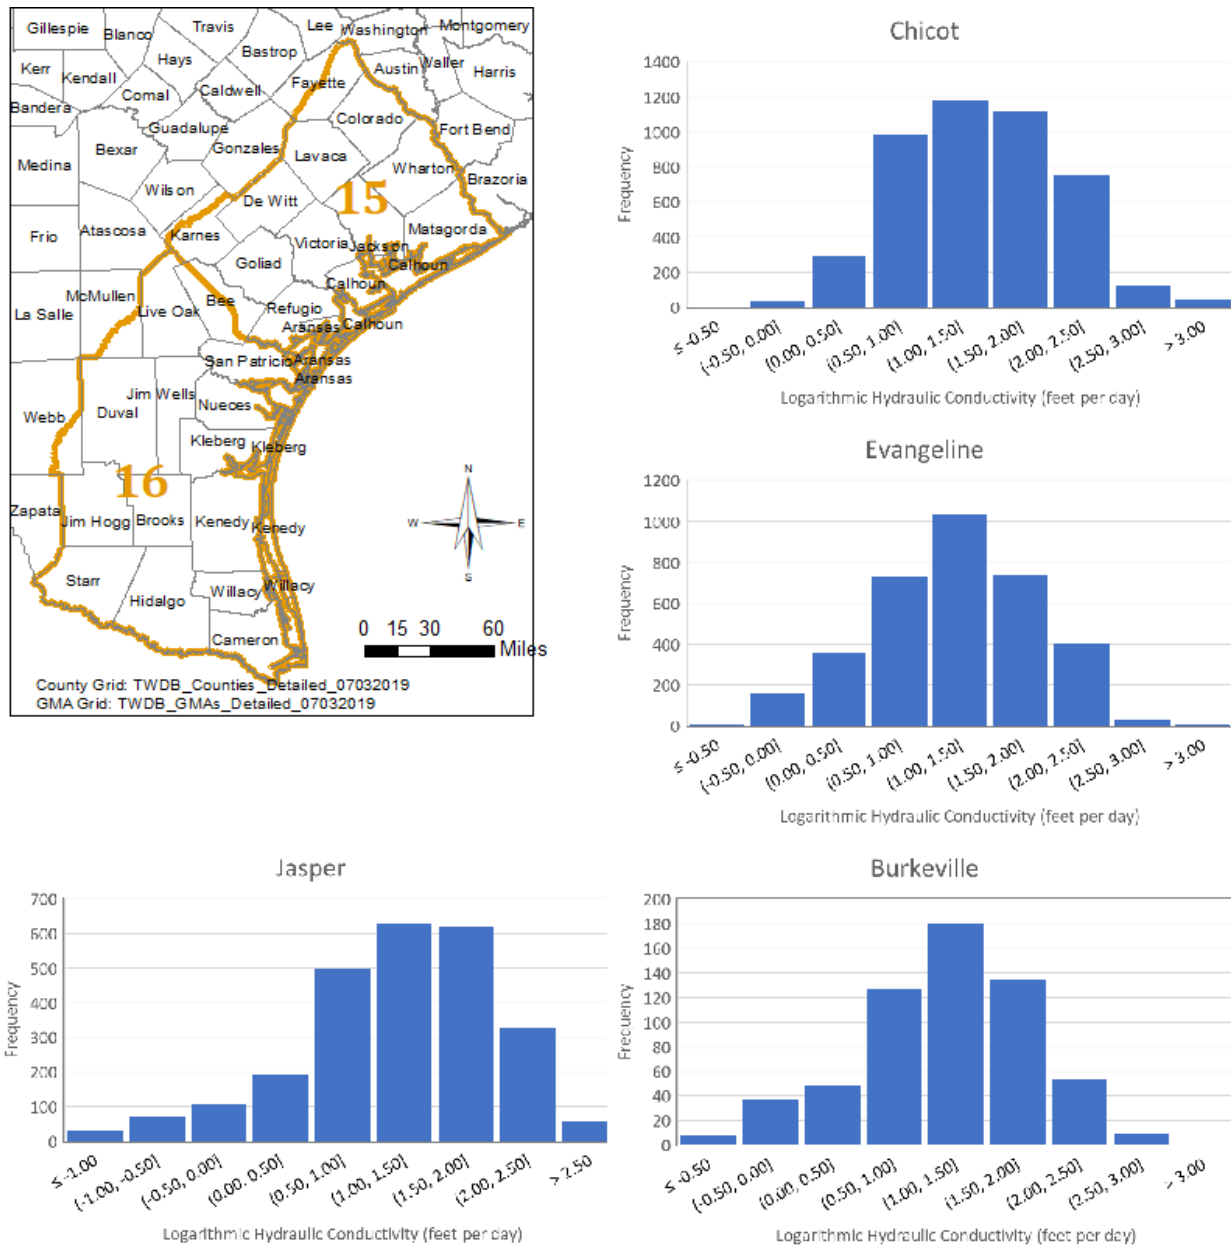 Gillespie
Blanco
Travis
Lee
Washington
Montgomery
Kerr
Kendall
Hays
Bastrop
Austin
Waller
Harris
Bandera
Comal
Caldwell
Fayette
Colorado
Fort Bend
Medina
Bexar
Guadalupe
Gonzales
Lavaca
Wharton
Brazoria
Wilson
De Witt
15
Frio
Atascosa
Karnes
Victoria
Jackson
Matagorda
Goliad
Calhoun
Calhoun
La Salle
McMullen
Live Oak
Bee
Refugio
Aransas
Calhoun
San Patricio
Aransas
Aransas
Webb
Duval
Jim Wells
Nueces
Kleberg
Kleberg
16
Zapata
Jim Hogg
Brooks
Kenedy
Kenedy
N
W
E
S
Starr
Hidalgo
Willacy
Willacy
Cameron
0 15 30 60
Miles
County Grid: TWDB_Counties_Detailed_07032019
GMA Grid: TWDB_GMAs_Detailed_07032019
Chicot
Frequency
1400
1200
1000
800
600
400
200
0
≤ -0.50
(-0.50, 0.00]
(0.00, 0.50]
(0.50, 1.00]
(1.00, 1.50]
(1.50, 2.00]
(2.00, 2.50]
(2.50, 3.00]
> 3.00
Logarithmic Hydraulic Conductivity (feet per day)
Evangeline
Frequency
1200
1000
800
600
400
200
0
≤ -0.50
(-0.50, 0.00]
(0.00, 0.50]
(0.50, 1.00]
(1.00, 1.50]
(1.50, 2.00]
(2.00, 2.50]
(2.50, 3.00]
> 3.00
Logarithmic Hydraulic Conductivity (feet per day)
Jasper
Frequency
700
600
500
400
300
200
100
0
≤ -1.00
(-1.00, -0.50]
(-0.50, 0.00]
(0.00, 0.50]
(0.50, 1.00]
(1.00, 1.50]
(1.50, 2.00]
(2.00, 2.50]
> 2.50
Logarithmic Hydraulic Conductivity (feet per day)
Burkeville
Frequency
200
180
160
140
120
100
80
60
40
20
0
≤ -0.50
(-0.50, 0.00]
(0.00, 0.50]
(0.50, 1.00]
(1.00, 1.50]
(1.50, 2.00]
(2.00, 2.50]
(2.50, 3.00]
> 3.00
Logarithmic Hydraulic Conductivity (feet per day)